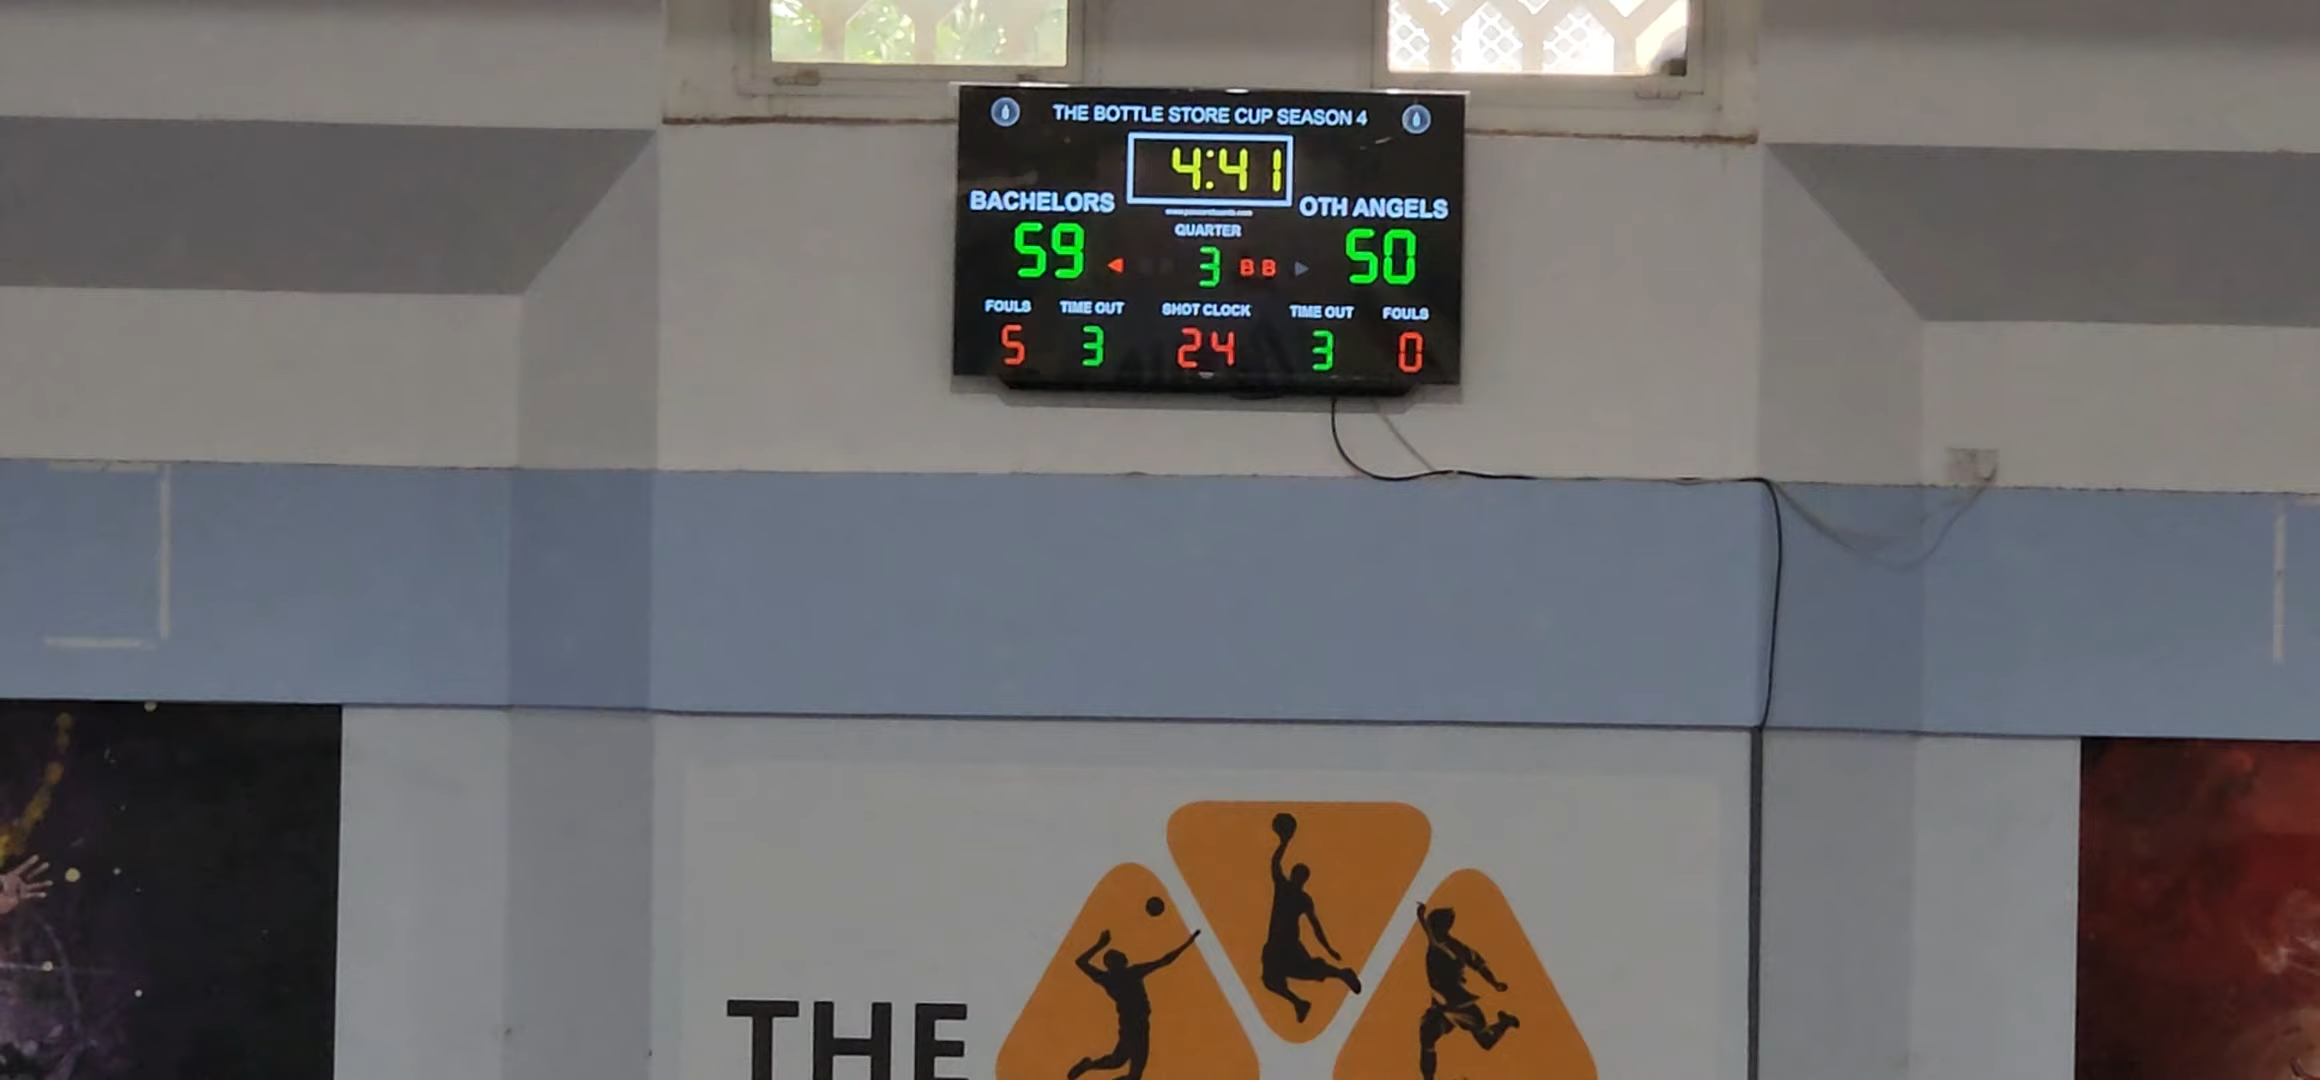 THE BOTTLE STORE CUP SEASON 4
4:41
BACHELORS
OTH ANGELS
QUARTER
59
3
B B
50
FOULS
TIME OUT
SHOT CLOCK
TIME OUT
FOULS
5
3
24
3
0
THE